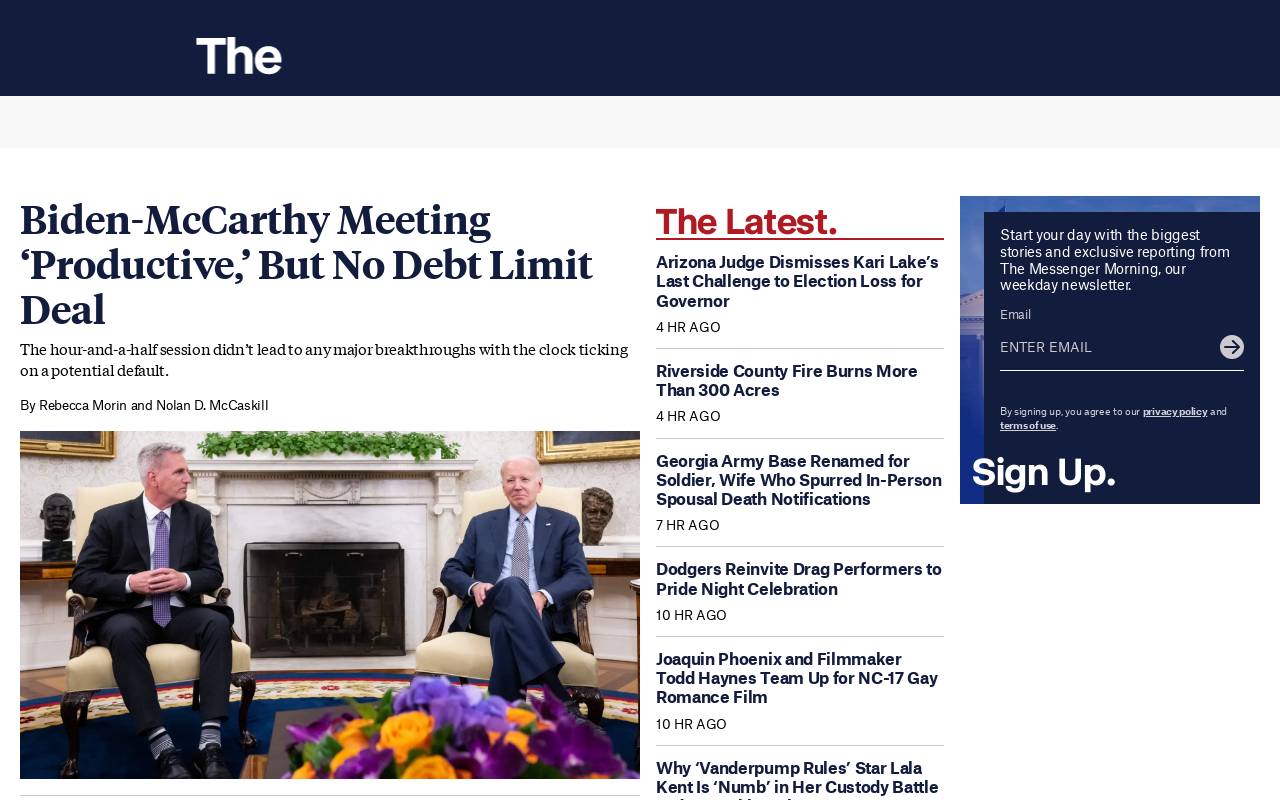 The
Biden-McCarthy Meeting
‘Productive,’ But No Debt Limit
Deal
The hour-and-a-half session didn’t lead to any major breakthroughs with the clock ticking
on a potential default.
By Rebecca Morin and Nolan D. McCaskill
The Latest.
Arizona Judge Dismisses Kari Lake’s
Last Challenge to Election Loss for
Governor
4 HR AGO
Riverside County Fire Burns More
Than 300 Acres
4 HR AGO
Georgia Army Base Renamed for
Soldier, Wife Who Spurred In-Person
Spousal Death Notifications
7 HR AGO
Dodgers Reinvite Drag Performers to
Pride Night Celebration
10 HR AGO
Joaquin Phoenix and Filmmaker
Todd Haynes Team Up for NC-17 Gay
Romance Film
10 HR AGO
Why ‘Vanderpump Rules’ Star Lala
Kent Is ‘Numb’ in Her Custody Battle
Start your day with the biggest
stories and exclusive reporting from
The Messenger Morning, our
weekday newsletter.
Email
ENTER EMAIL
By signing up, you agree to our privacy policy and
terms of use.
Sign Up.